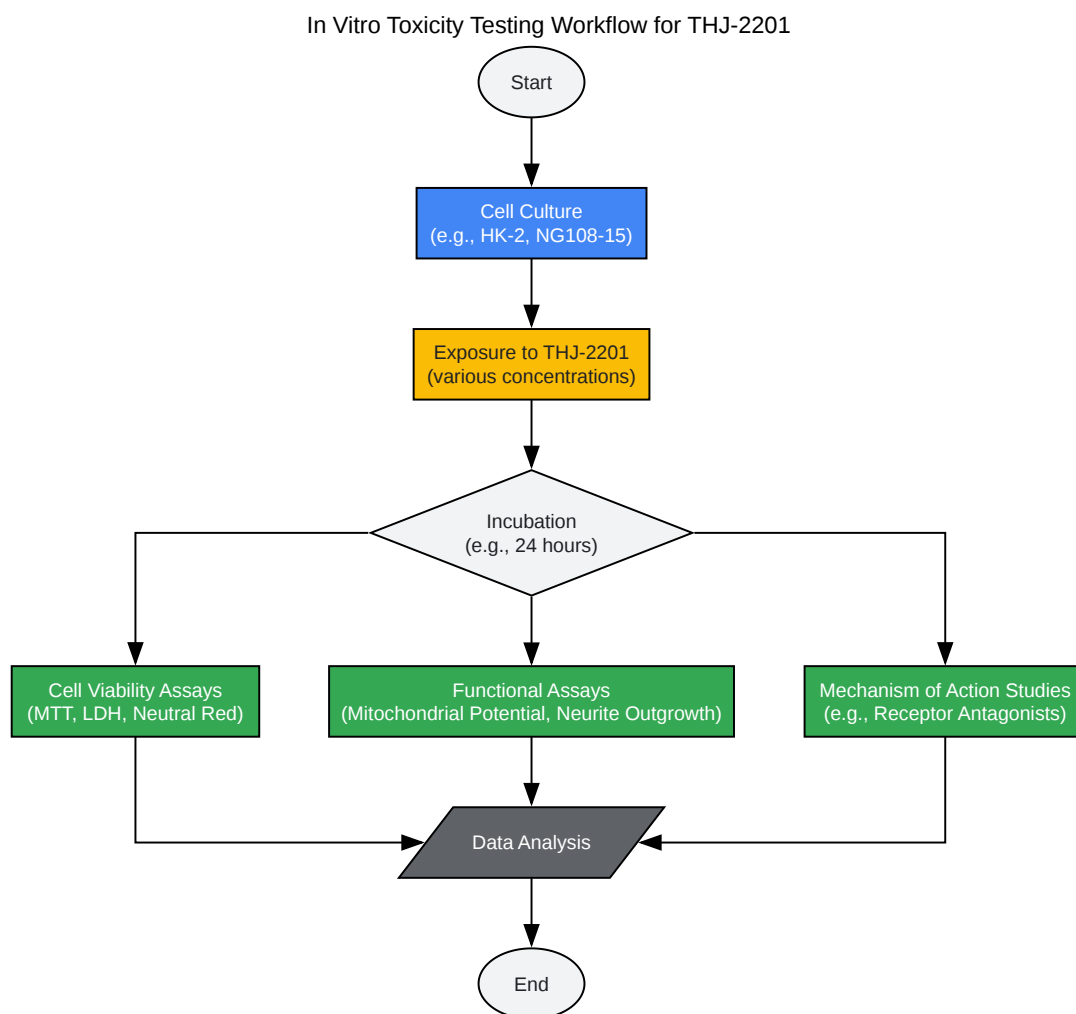 In Vitro Toxicity Testing Workflow for THJ-2201
Start
Cell Culture
(e.g., HK-2, NG108-15)
Exposure to THJ-2201
(various concentrations)
Incubation
(e.g., 24 hours)
Cell Viability Assays
(MTT, LDH, Neutral Red)
Functional Assays
(Mitochondrial Potential, Neurite Outgrowth)
Mechanism of Action Studies
(e.g., Receptor Antagonists)
Data Analysis
End